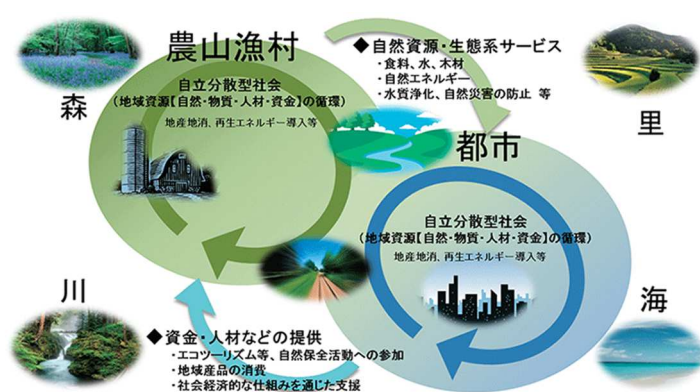 農山漁村
自立分散型社会
(地域資源【自然・物質・人材・資金】の循環)
地産地消、再生エネルギー導入等
◆自然資源・生態系サービス
・食料、水、木材
・自然エネルギー
・水質浄化、自然災害の防止 等
森
里
都市
自立分散型社会
(地域資源【自然・物質・人材・資金】の循環)
地産地消、再生エネルギー導入等
川
海
◆資金・人材などの提供
・エコツーリズム等、自然保全活動への参加
・地域産品の消費
・社会経済的な仕組みを通じた支援